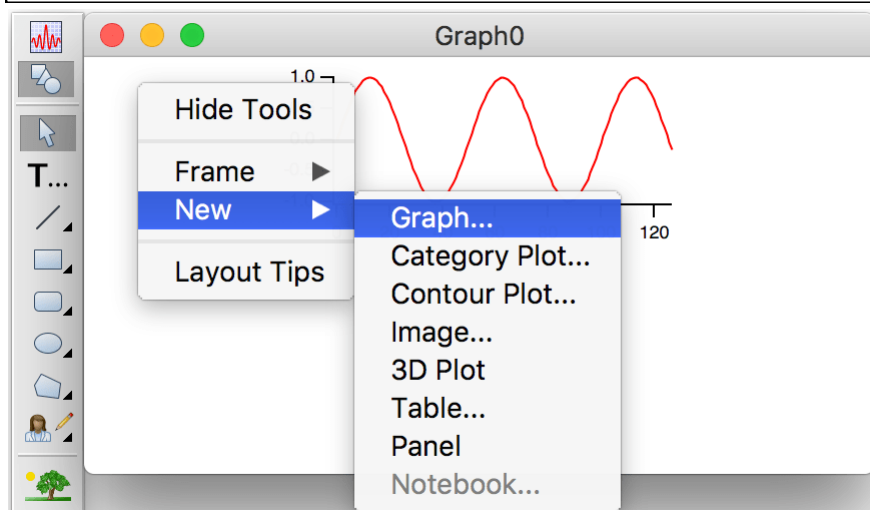 Graph0
1.0
Hide Tools
Frame
New
Layout Tips
Graph...
Category Plot...
Contour Plot...
Image...
3D Plot
Table...
Panel
Notebook...
120
T...